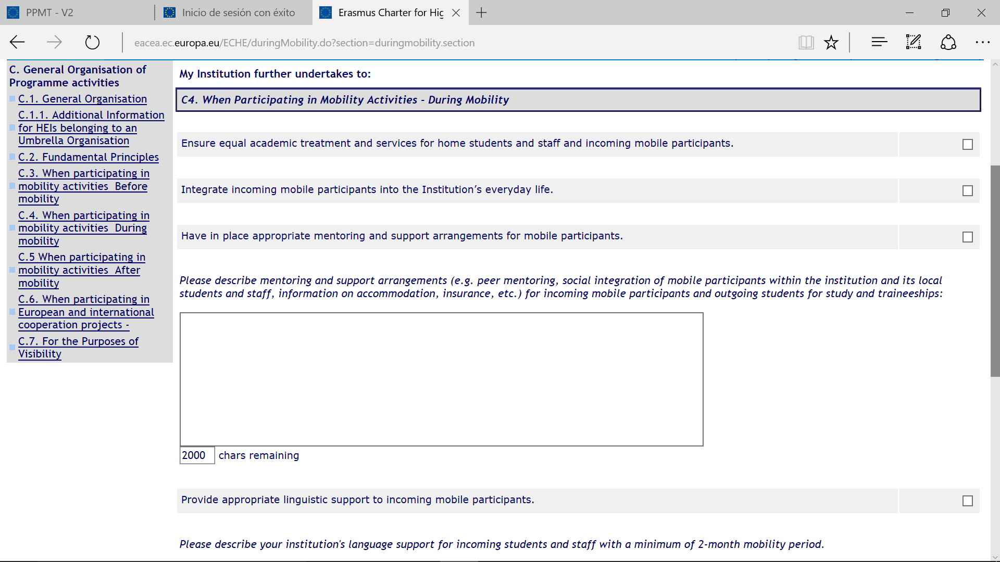 PPMT - V2
Inicio de sesión con éxito
Erasmus Charter for Hig
eacea.ec.europa.eu/ECHE/duringMobility.do?section=duringmobility.section
C. General Organisation of
Programme activities
C.1. General Organisation
C.1.1. Additional Information
for HEIs belonging to an
Umbrella Organisation
C.2. Fundamental Principles
C.3. When participating in
mobility activities  Before
mobility
C.4. When participating in
mobility activities  During
mobility
C.5 When participating in
mobility activities  After
mobility
C.6. When participating in
European and international
cooperation projects -
C.7. For the Purposes of
Visibility
My Institution further undertakes to:
C4. When Participating in Mobility Activities - During Mobility
Ensure equal academic treatment and services for home students and staff and incoming mobile participants.
Integrate incoming mobile participants into the Institution’s everyday life.
Have in place appropriate mentoring and support arrangements for mobile participants.
Please describe mentoring and support arrangements (e.g. peer mentoring, social integration of mobile participants within the institution and its local
students and staff, information on accommodation, insurance, etc.) for incoming mobile participants and outgoing students for study and traineeships:
2000 chars remaining
Provide appropriate linguistic support to incoming mobile participants.
Please describe your institution's language support for incoming students and staff with a minimum of 2-month mobility period.